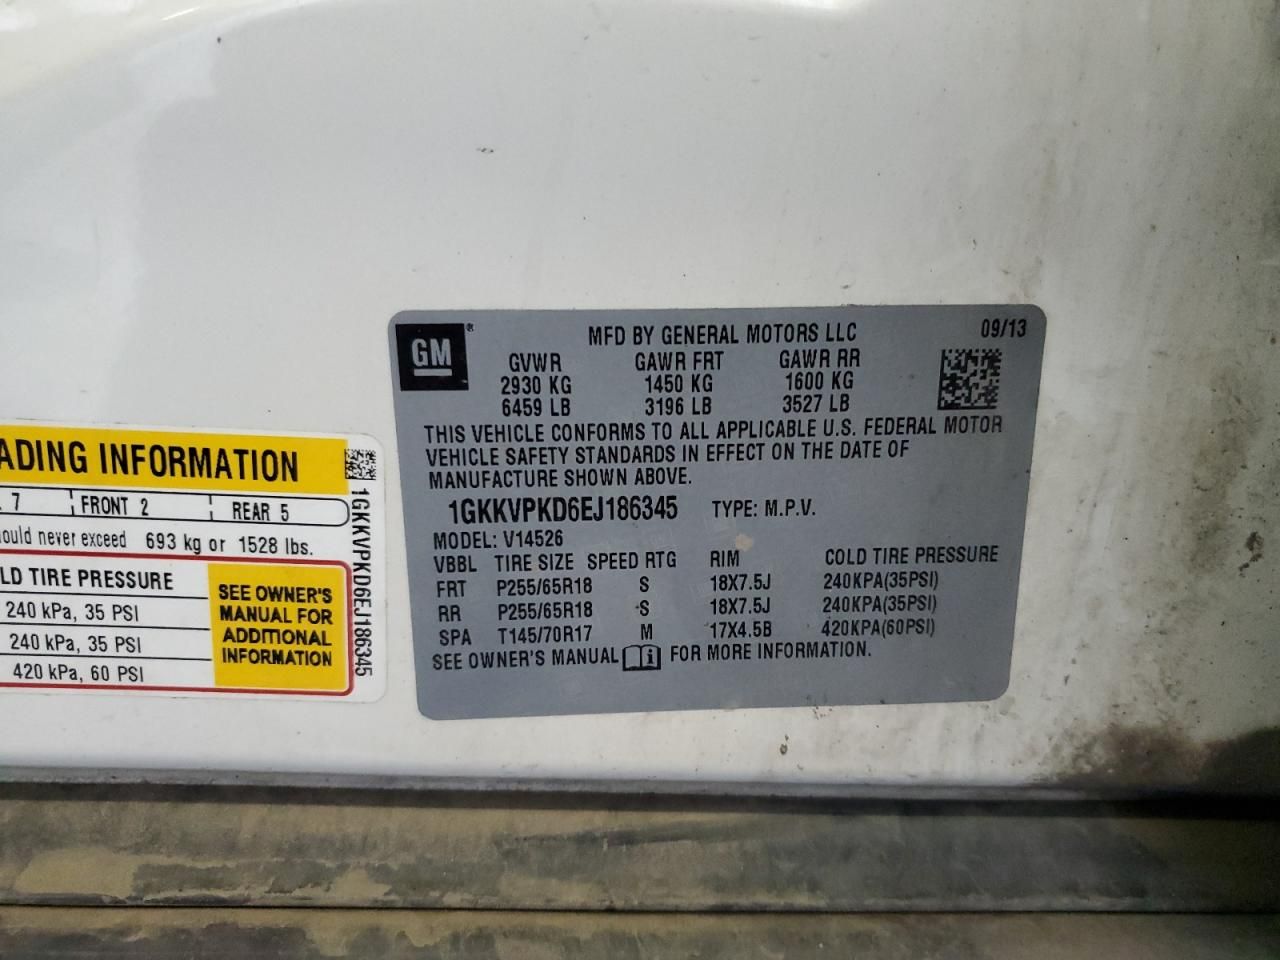 GM ®
MFD BY GENERAL MOTORS LLC 09/13
GVWR GAWR FRT GAWR RR
2930 KG 1450 KG 1600 KG
6459 LB 3196 LB 3527 LB
THIS VEHICLE CONFORMS TO ALL APPLICABLE U.S. FEDERAL MOTOR
VEHICLE SAFETY STANDARDS IN EFFECT ON THE DATE OF
MANUFACTURE SHOWN ABOVE.
1GKKVPKD6EJ186345 TYPE: M.P.V.
MODEL: V14526
VBBL TIRE SIZE SPEED RTG RIM COLD TIRE PRESSURE
FRT P255/65R18 S 18X7.5J 240KPA(35PSI)
RR P255/65R18 S 18X7.5J 240KPA(35PSI)
SPA T145/70R17 M 17X4.5B 420KPA(60PSI)
SEE OWNER'S MANUAL FOR MORE INFORMATION.
ADING INFORMATION
7 FRONT 2 REAR 5
ould never exceed 693 kg or 1528 lbs.
LD TIRE PRESSURE
240 kPa, 35 PSI
240 kPa, 35 PSI
420 kPa, 60 PSI
SEE OWNER'S
MANUAL FOR
ADDITIONAL
INFORMATION
1GKKVPKD6EJ186345